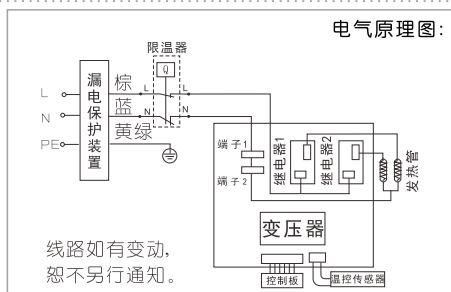 电气原理图:
限温器
Q
L
N
PE
漏电保护装置
棕
蓝
黄绿
L
L
N
N
端子1
端子2
继电器1
继电器2
发热管
变压器
控制板
温控传感器
线路如有变动,
恕不另行通知。